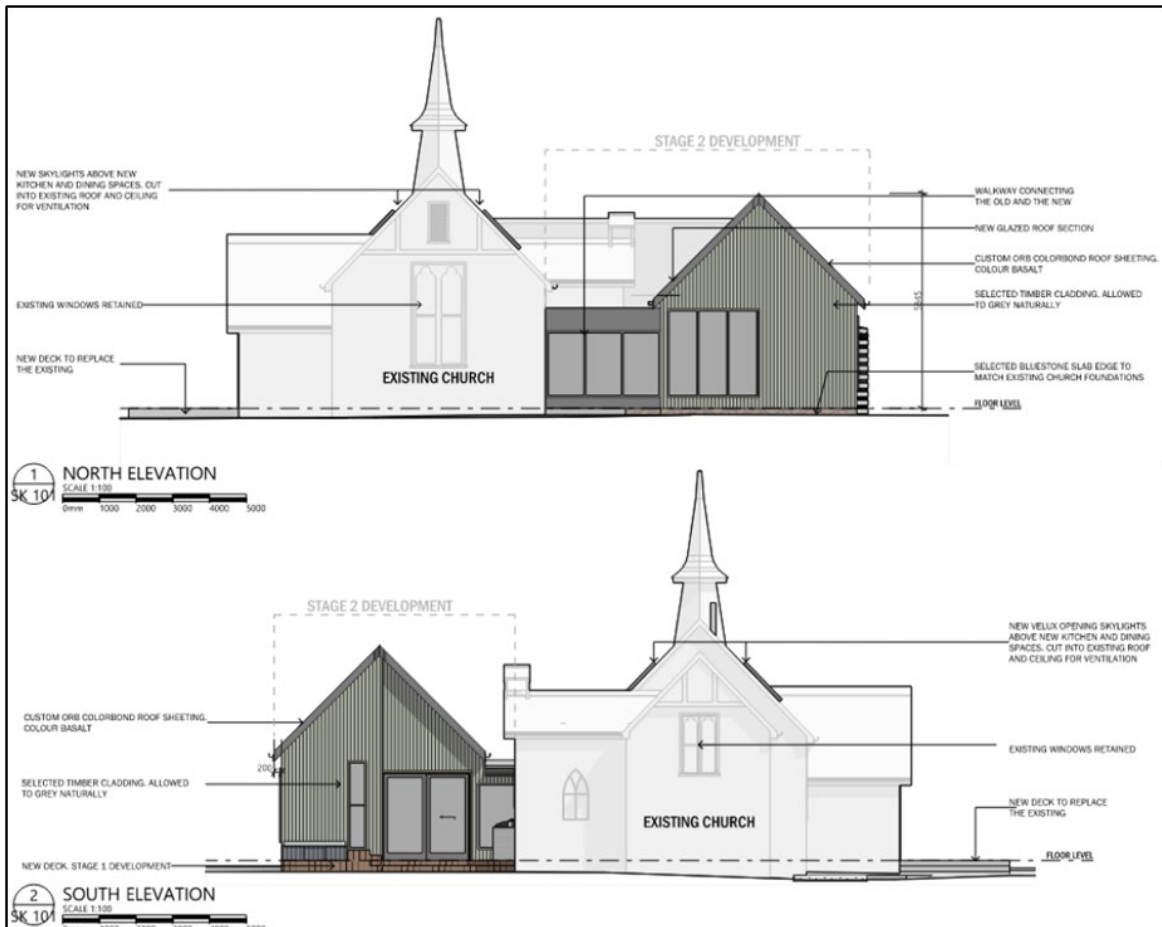 STAGE 2 DEVELOPMENT
NEW SKYLIGHTS ABOVE NEW
KITCHEN AND DINING SPACES. CUT
INTO EXISTING ROOF AND CEILING
FOR VENTILATION
EXISTING WINDOWS RETAINED
NEW DECK TO REPLACE
THE EXISTING
EXISTING CHURCH
WALKWAY CONNECTING
THE OLD AND THE NEW
NEW GLAZED ROOF SECTION
CUSTOM ORB COLORBOND ROOF SHEETING.
COLOUR BASALT
SELECTED TIMBER CLADDING. ALLOWED
TO GREY NATURALLY
SELECTED BLUESTONE SLAB EDGE TO
MATCH EXISTING CHURCH FOUNDATIONS
FLOOR LEVEL
1
SK 101
NORTH ELEVATION
SCALE 1:100
0mm 1000 2000 3000 4000 5000
STAGE 2 DEVELOPMENT
CUSTOM ORB COLORBOND ROOF SHEETING.
COLOUR BASALT
200
SELECTED TIMBER CLADDING. ALLOWED
TO GREY NATURALLY
NEW DECK. STAGE 1 DEVELOPMENT
EXISTING CHURCH
NEW VELUX OPENING SKYLIGHTS
ABOVE NEW KITCHEN AND DINING
SPACES. CUT INTO EXISTING ROOF
AND CEILING FOR VENTILATION
EXISTING WINDOWS RETAINED
NEW DECK TO REPLACE
THE EXISTING
FLOOR LEVEL
2
SK 101
SOUTH ELEVATION
SCALE 1:100